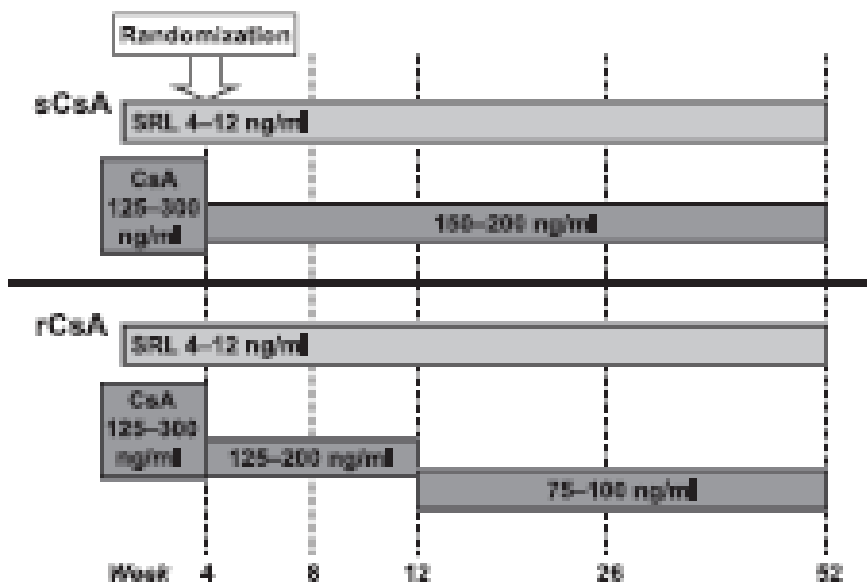 Randomization
sCsA
SRL 4–12 ng/ml
CsA
125–300
ng/ml
150–200 ng/ml
rCsA
SRL 4–12 ng/ml
CsA
125–300
ng/ml
125–200 ng/ml
75–100 ng/ml
Week 4 8 12 26 52